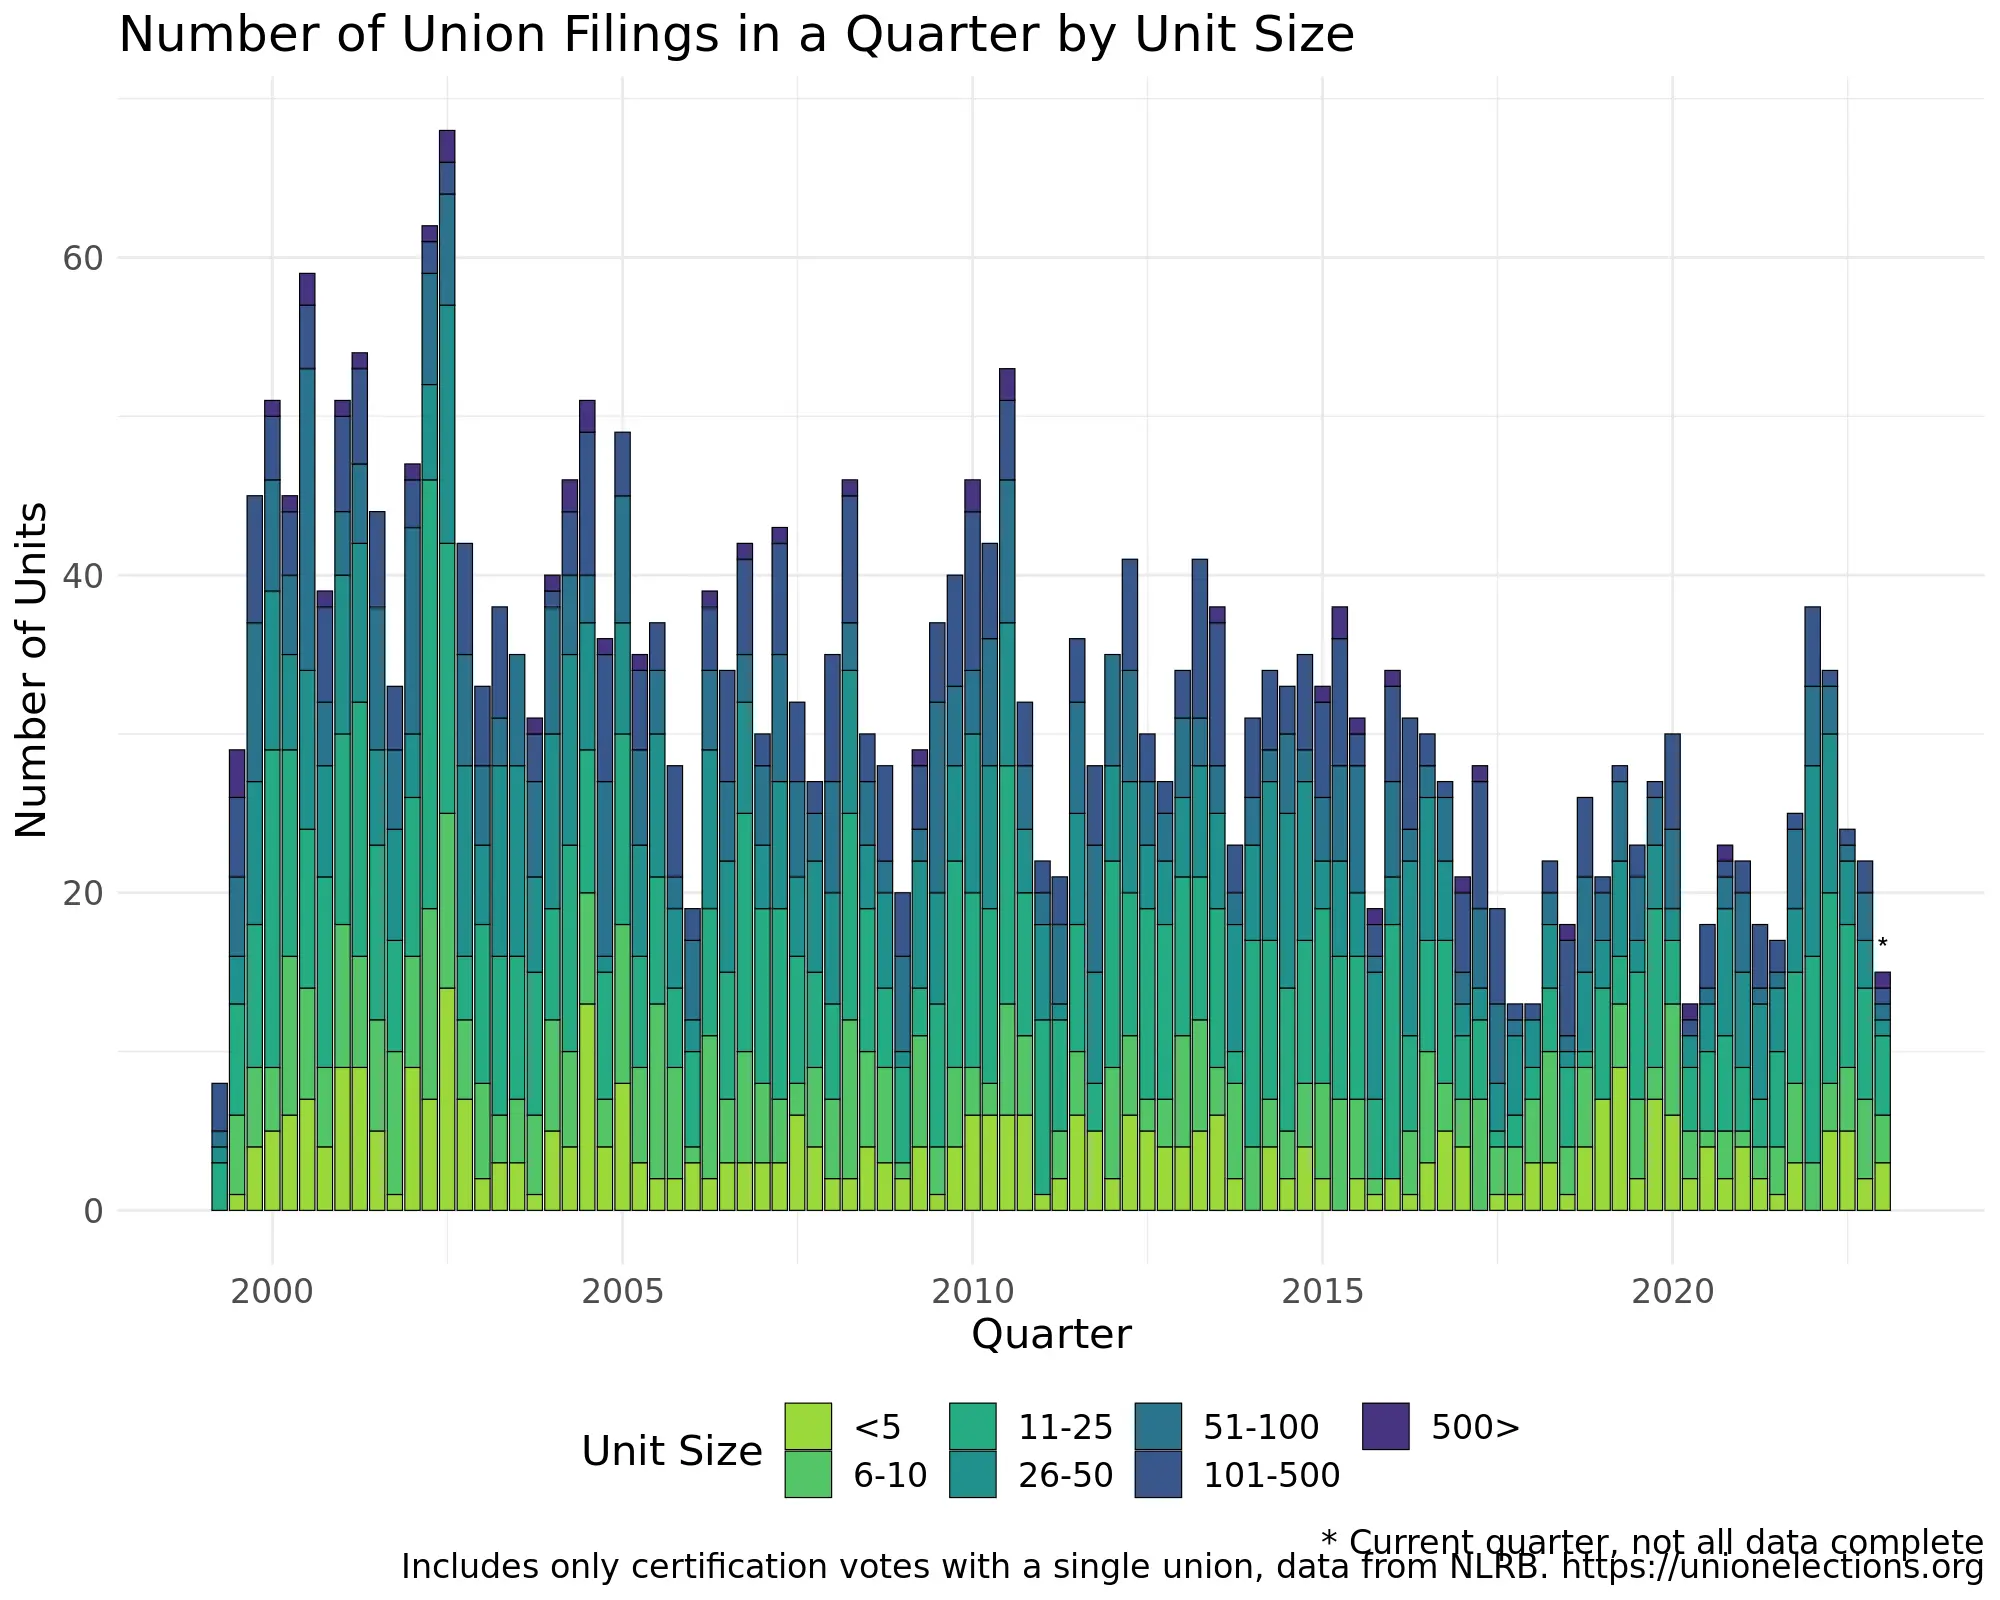 Number of Union Filings in a Quarter by Unit Size
Number of Units
60
40
20
0
2000 2005 2010 2015 2020
*
Quarter
Unit Size
<5 11-25 51-100 500>
6-10 26-50 101-500
* Current quarter, not all data complete
Includes only certification votes with a single union, data from NLRB. https://unionelections.org